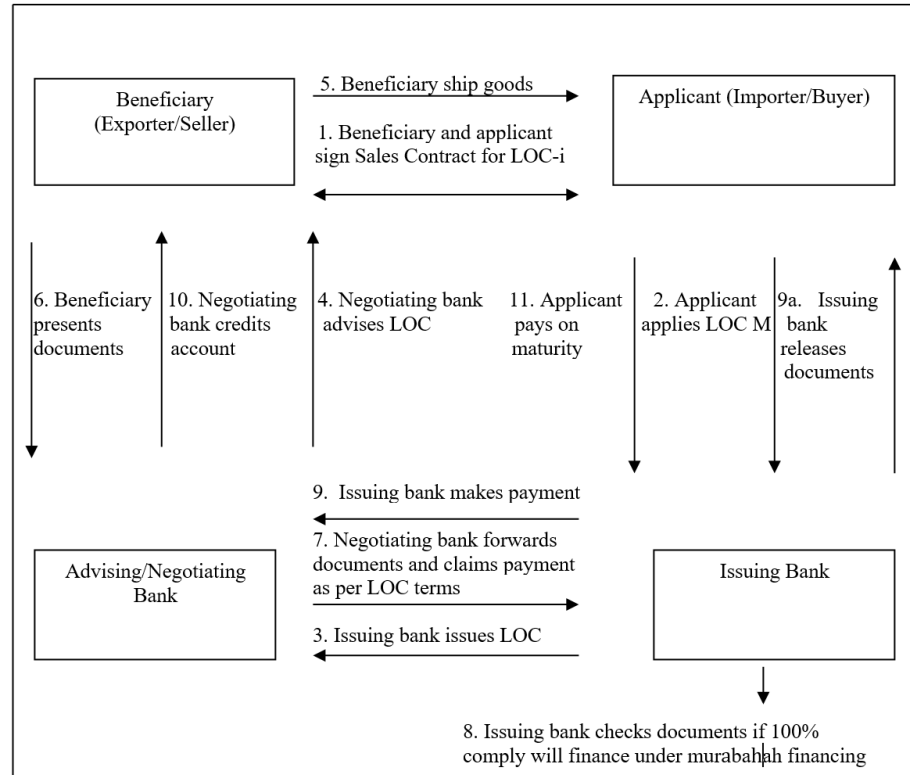 Beneficiary
(Exporter/Seller)
5. Beneficiary ship goods
1. Beneficiary and applicant
sign Sales Contract for LOC-i
Applicant (Importer/Buyer)
6. Beneficiary
presents
documents
10. Negotiating
bank credits
account
4. Negotiating bank
advises LOC
11. Applicant
pays on
maturity
2. Applicant
applies LOC M
9a. Issuing
bank
releases
documents
9. Issuing bank makes payment
7. Negotiating bank forwards
documents and claims payment
as per LOC terms
3. Issuing bank issues LOC
Advising/Negotiating
Bank
Issuing Bank
8. Issuing bank checks documents if 100%
comply will finance under murabahah financing